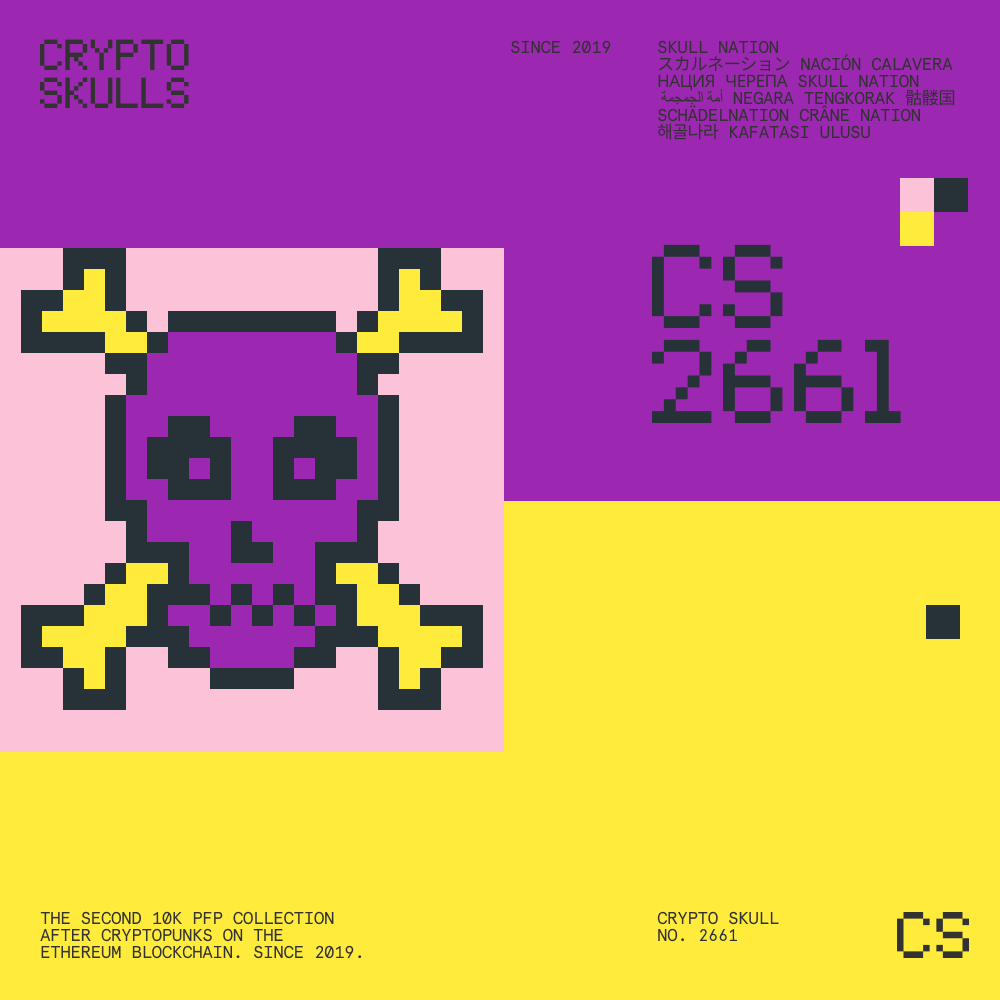 CRYPTO
SKULLS
SINCE 2019
SKULL NATION
スカルネーション NACIÓN CALAVERA
НАЦИЯ ЧЕРЕПА SKULL NATION
أمة الجمجمة NEGARA TENGKORAK 骷髅国
SCHÄDELNATION CRÂNE NATION
해골나라 KAFATASI ULUSU
CS
2661
THE SECOND 10K PFP COLLECTION
AFTER CRYPTOPUNKS ON THE
ETHEREUM BLOCKCHAIN. SINCE 2019.
CRYPTO SKULL
NO. 2661
CS